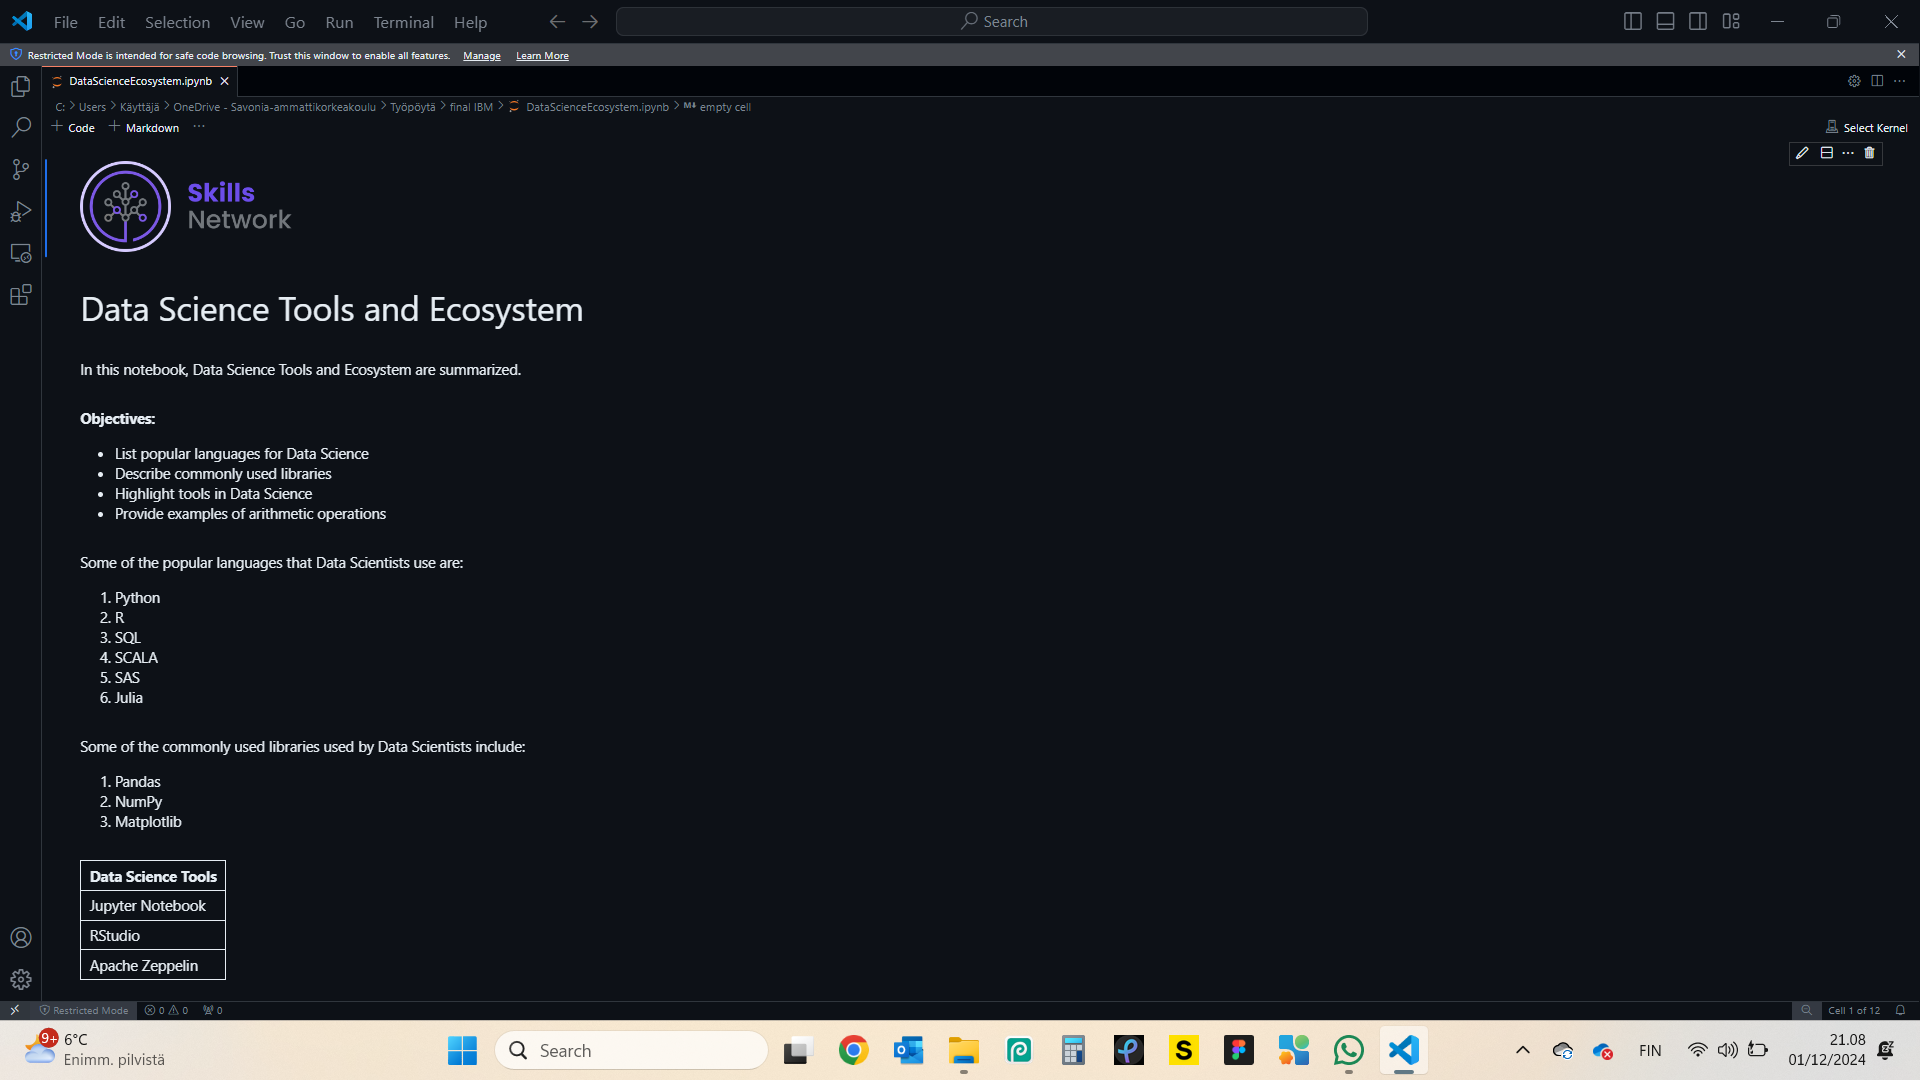 File Edit Selection View Go Run Terminal Help
Search
Restricted Mode is intended for safe code browsing. Trust this window to enable all features. Manage Learn More
DataScienceEcosystem.ipynb
C: > Users > Käyttäjä > OneDrive - Savonia-ammattikorkeakoulu > Työpöytä > final IBM > DataScienceEcosystem.ipynb > M↓ empty cell
+ Code + Markdown ...
Select Kernel
Skills
Network
Data Science Tools and Ecosystem
In this notebook, Data Science Tools and Ecosystem are summarized.
Objectives:
• List popular languages for Data Science
• Describe commonly used libraries
• Highlight tools in Data Science
• Provide examples of arithmetic operations
Some of the popular languages that Data Scientists use are:
1. Python
2. R
3. SQL
4. SCALA
5. SAS
6. Julia
Some of the commonly used libraries used by Data Scientists include:
1. Pandas
2. NumPy
3. Matplotlib
Data Science Tools
Jupyter Notebook
RStudio
Apache Zeppelin
Restricted Mode 0 0 0
Cell 1 of 12
9+
6°C
Enimm. pilvistä
Search
S
FIN
21.08
01/12/2024